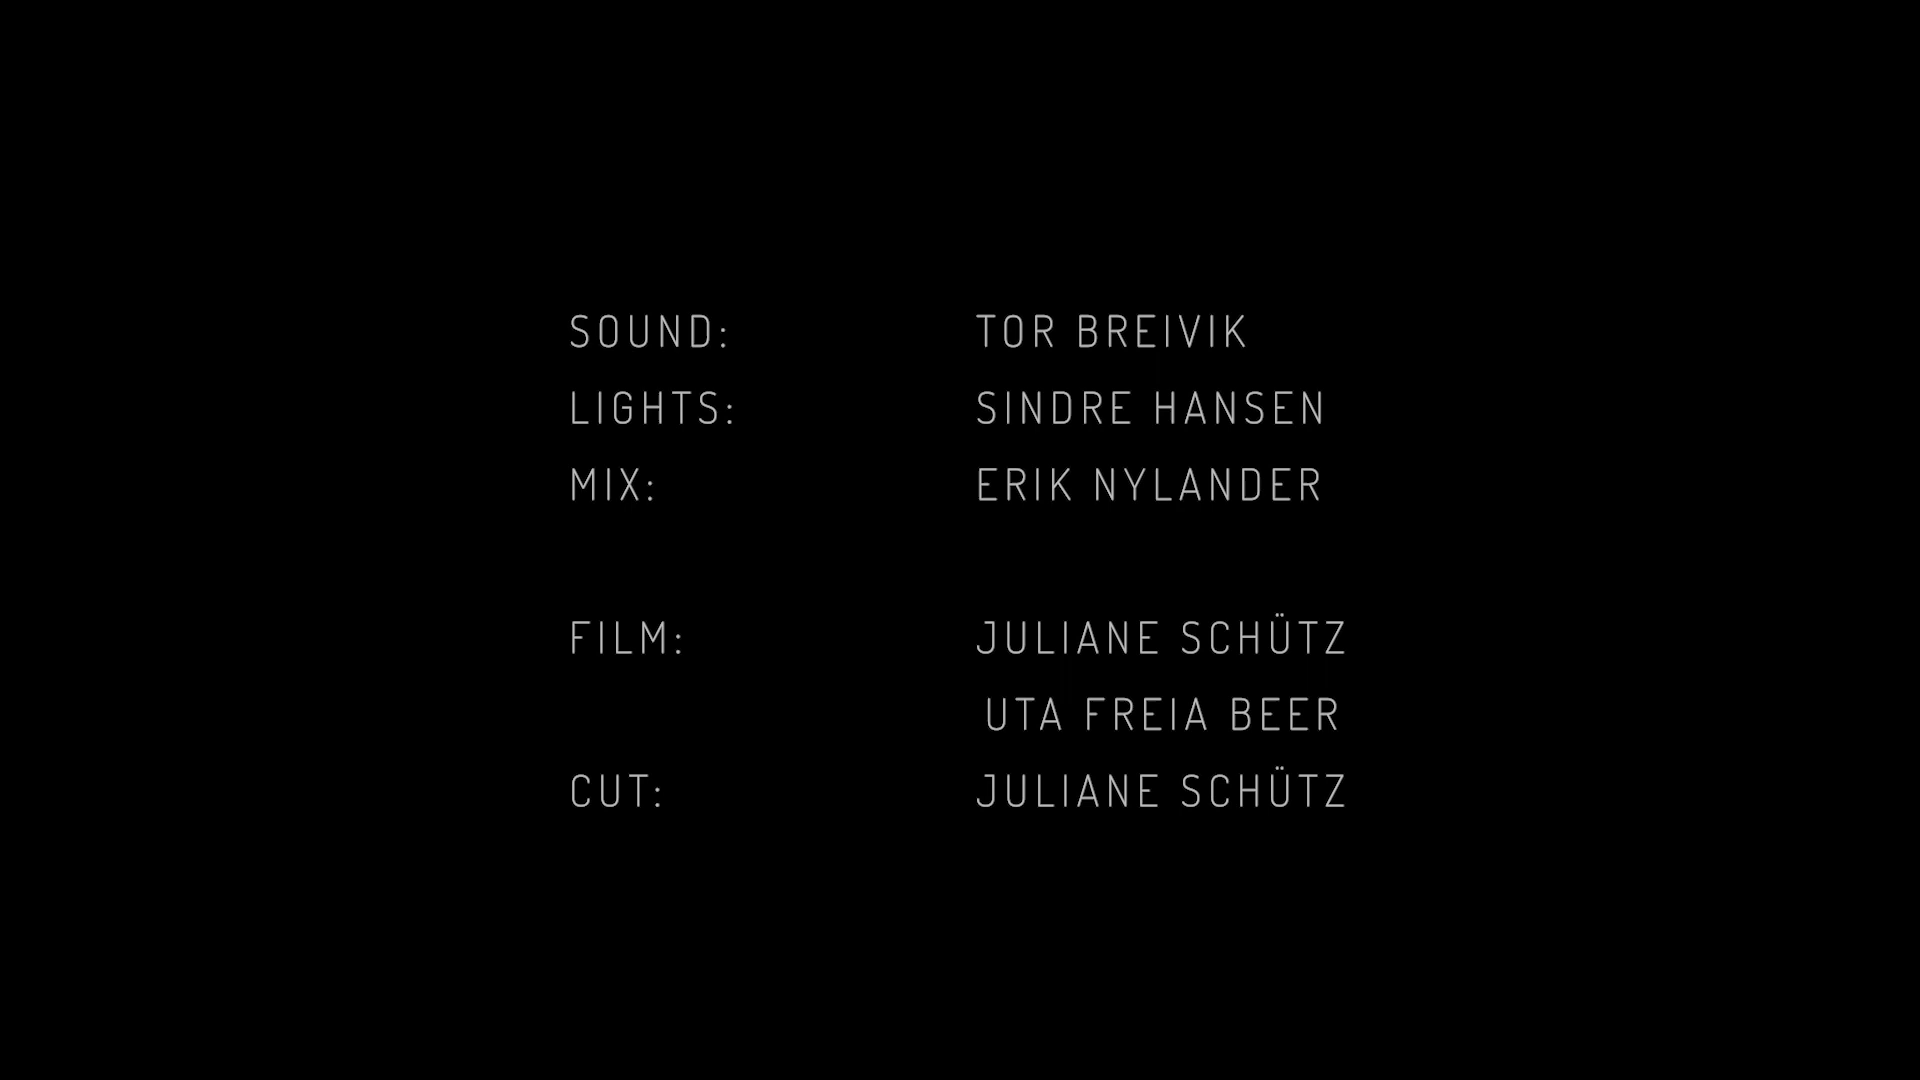 SOUND: TOR BREIVIK
LIGHTS: SINDRE HANSEN
MIX: ERIK NYLANDER
FILM: JULIANE SCHÜTZ
UTA FREIA BEER
CUT: JULIANE SCHÜTZ